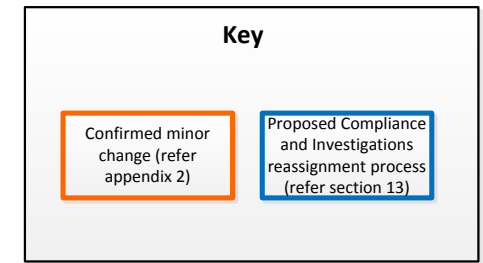 Key
Confirmed minor
change (refer
appendix 2)
Proposed Compliance
and Investigations
reassignment process
(refer section 13)